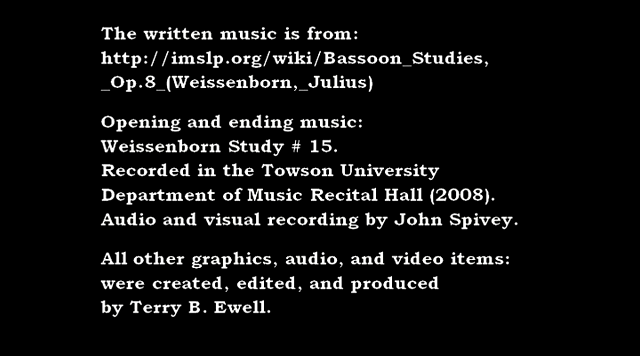 The written music is from:
http://imslp.org/wiki/Bassoon_Studies,
_Op.8_(Weissenborn,_Julius)
Opening and ending music:
Weissenborn Study # 15.
Recorded in the Towson University
Department of Music Recital Hall (2008).
Audio and visual recording by John Spivey.
All other graphics, audio, and video items:
were created, edited, and produced
by Terry B. Ewell.